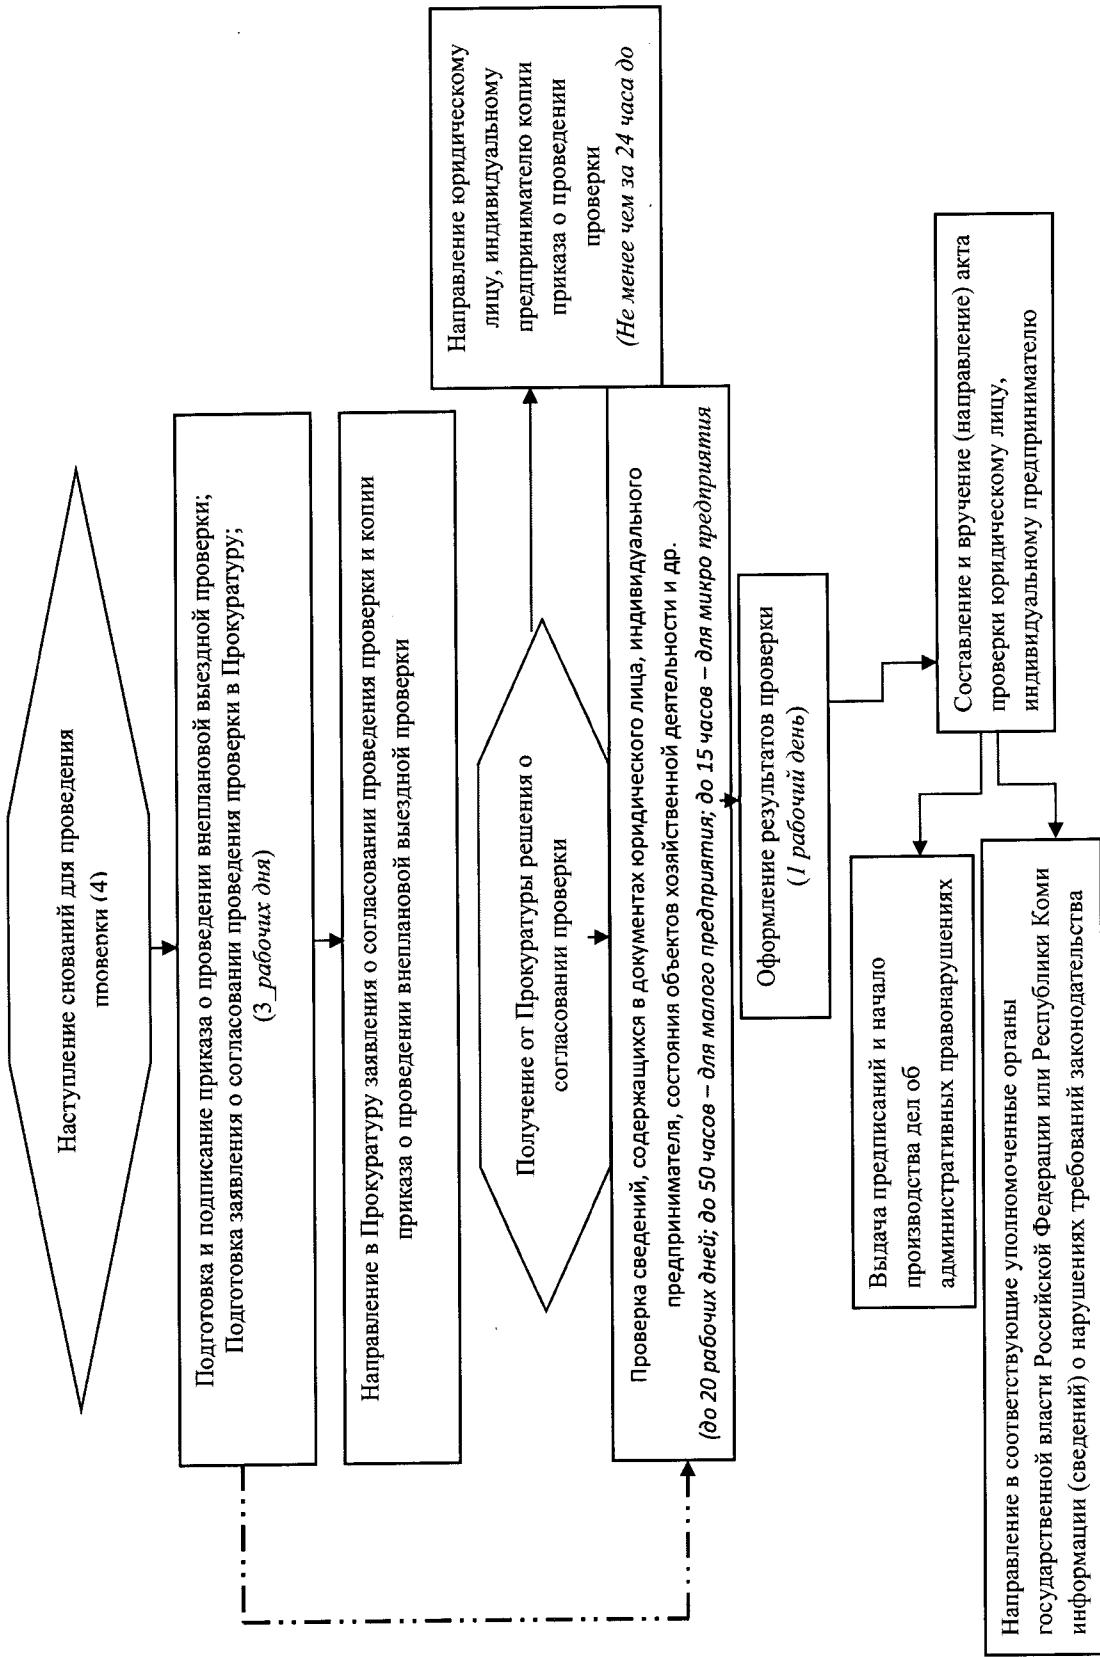 Наступление снований для проведения
проверки (4)
Подготовка и подписание приказа о проведении внеплановой выездной проверки;
Подготовка заявления о согласовании проведения проверки в Прокуратуру;
(3_рабочих дня)
Направление в Прокуратуру заявления о согласовании проведения проверки и копии
приказа о проведении внеплановой выездной проверки
Получение от Прокуратуры решения о
согласовании проверки
Направление юридическому
лицу, индивидуальному
предпринимателю копии
приказа о проведении
проверки
(Не менее чем за 24 часа до
Проверка сведений, содержащихся в документах юридического лица, индивидуального
предпринимателя, состояния объектов хозяйственной деятельности и др.
(до 20 рабочих дней; до 50 часов – для малого предприятия; до 15 часов – для микро предприятия
Оформление результатов проверки
(1 рабочий день)
Составление и вручение (направление) акта
проверки юридическому лицу,
индивидуальному предпринимателю
Выдача предписаний и начало
производства дел об
административных правонарушениях
Направление в соответствующие уполномоченные органы
государственной власти Российской Федерации или Республики Коми
информации (сведений) о нарушениях требований законодательства